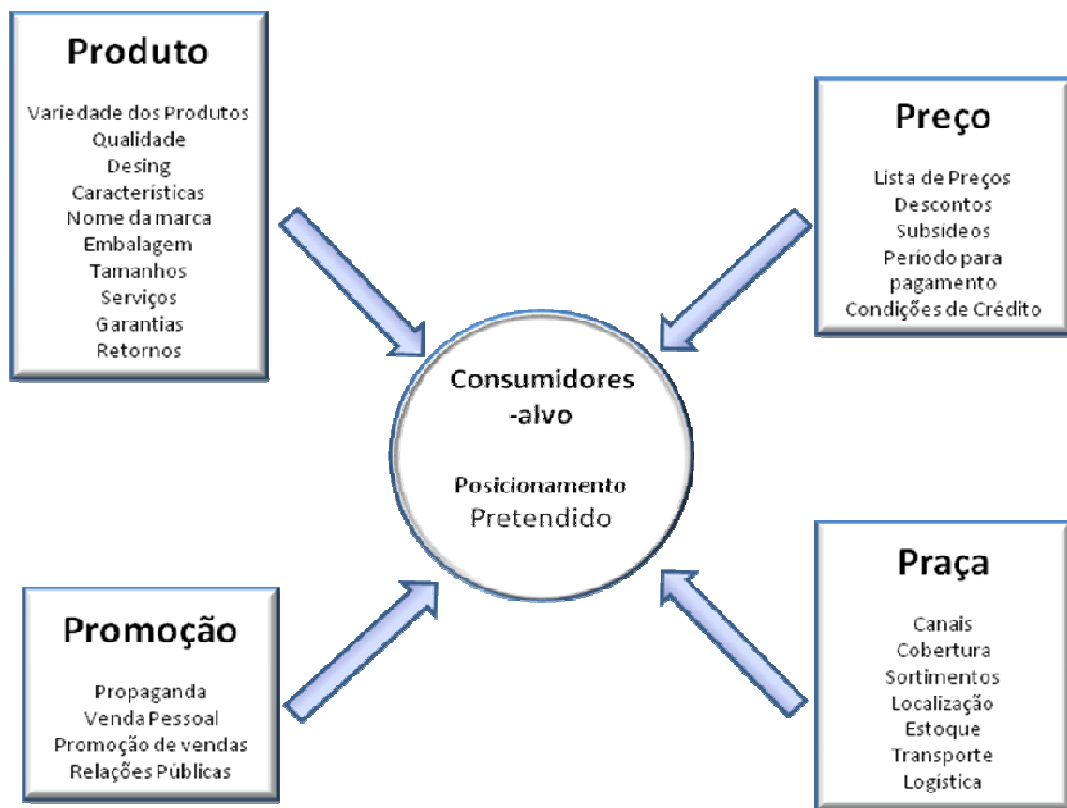 Produto
Variedade dos Produtos
Qualidade
Desing
Características
Nome da marca
Embalagem
Tamanhos
Serviços
Garantias
Retornos
Preço
Lista de Preços
Descontos
Subsídeos
Período para
pagamento
Condições de Crédito
Consumidores
-alvo
Posicionamento
Pretendido
Promoção
Propaganda
Venda Pessoal
Promoção de vendas
Relações Públicas
Praça
Canais
Cobertura
Sortimentos
Localização
Estoque
Transporte
Logística